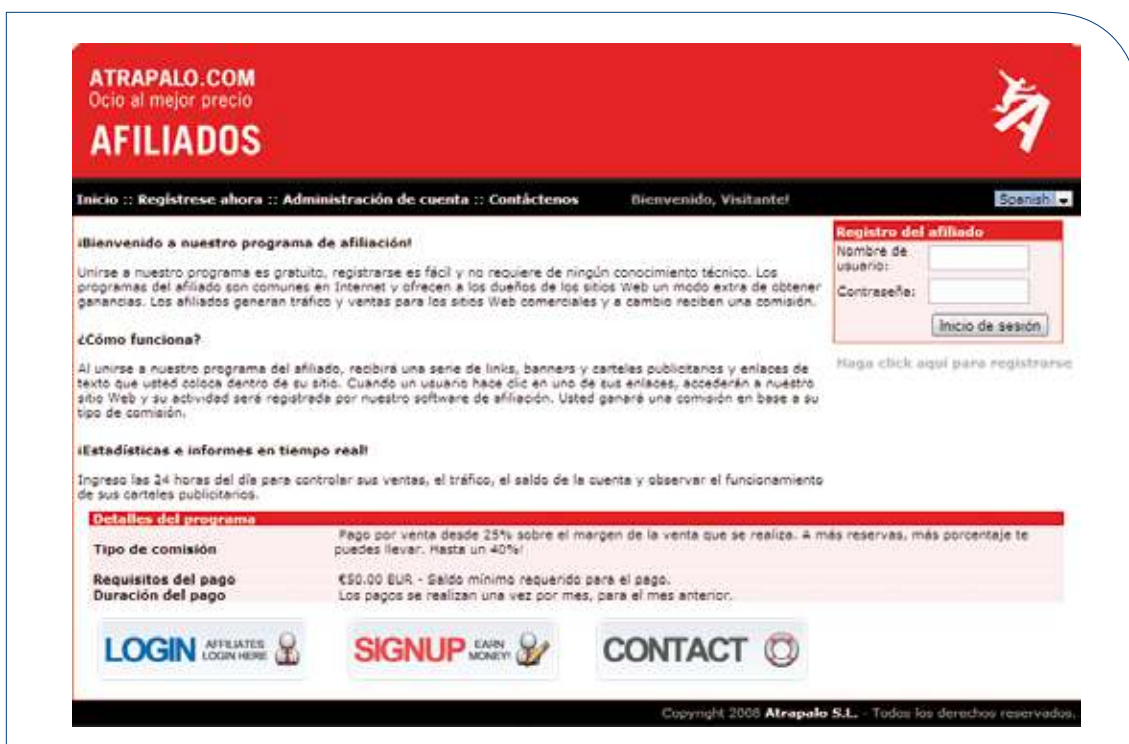 ATRAPALO.COM
Ocio al mejor precio
AFILIADOS
Inicio :: Regístrese ahora :: Administración de cuenta :: Contáctenos
Bienvenido, Visitante!
Spanish
¡Bienvenido a nuestro programa de afiliación!
Unirse a nuestro programa es gratuito, registrarse es fácil y no requiere de ningún conocimiento técnico. Los
programas del afiliado son comunes en Internet y ofrecen a los dueños de los sitios Web un modo extra de obtener
ganancias. Los afiliados generan tráfico y ventas para los sitios Web comerciales y a cambio reciben una comisión.
¿Cómo funciona?
Al unirse a nuestro programa del afiliado, recibirá una serie de links, banners y carteles publicitarios y enlaces de
texto que usted coloca dentro de su sitio. Cuando un usuario hace clic en uno de sus enlaces, accederán a nuestro
sitio Web y su actividad será registrada por nuestro software de afiliación. Usted ganará una comisión en base a su
tipo de comisión.
¡Estadísticas e informes en tiempo real!
Ingrese las 24 horas del día para controlar sus ventas, el tráfico, el saldo de la cuenta y observar el funcionamiento
de sus carteles publicitarios.
Registro del afiliado
Nombre de
usuario:
Contraseña:
Inicio de sesión
Haga click aquí para registrarse
Detalles del programa
Tipo de comisión
Pago por venta desde 25% sobre el margen de la venta que se realiza. A más reservas, más porcentaje te
puedes llevar. Hasta un 40%!
Requisitos del pago
€50.00 EUR - Saldo mínimo requerido para el pago.
Duración del pago
Los pagos se realizan una vez por mes, para el mes anterior.
LOGIN AFFILIATES
LOGIN HERE
SIGNUP EARN
MONEY!
CONTACT
Copyright 2008 Atrapalo S.L. - Todos los derechos reservados.